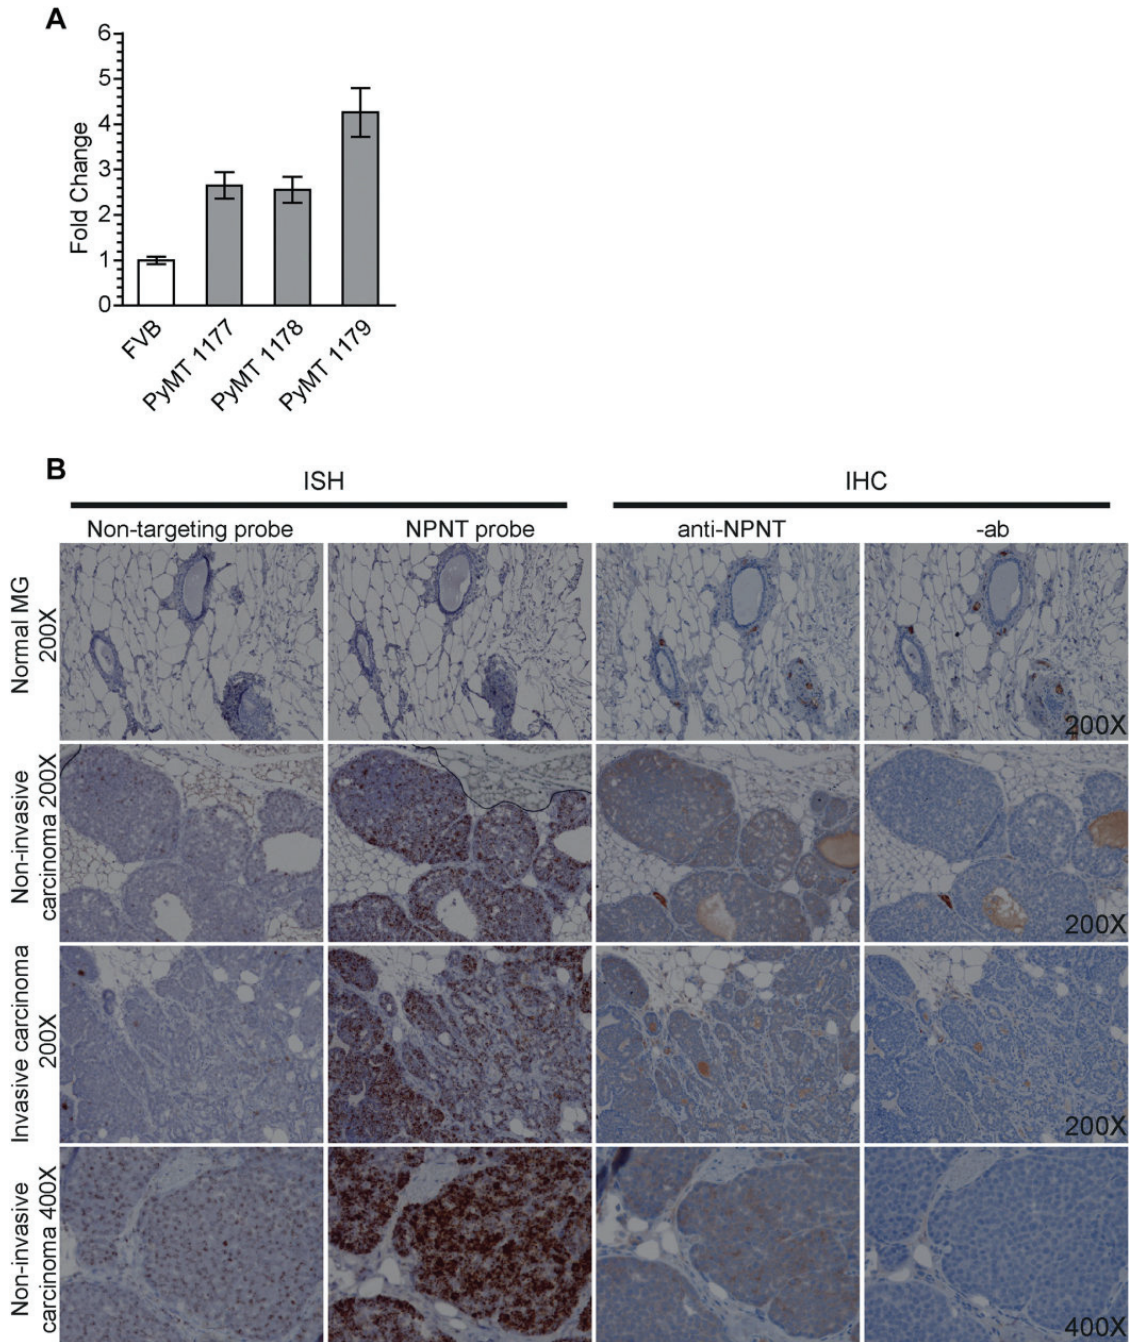 A
6
5
4
3
2
1
0
Fold Change
FVB
PyMT 1177
PyMT 1178
PyMT 1179
B
ISH
IHC
Non-targeting probe
NPNT probe
anti-NPNT
-ab
Normal MG
200X
200X
Non-invasive
carcinoma 200X
200X
Invasive carcinoma
200X
200X
Non-invasive
carcinoma 400X
400X